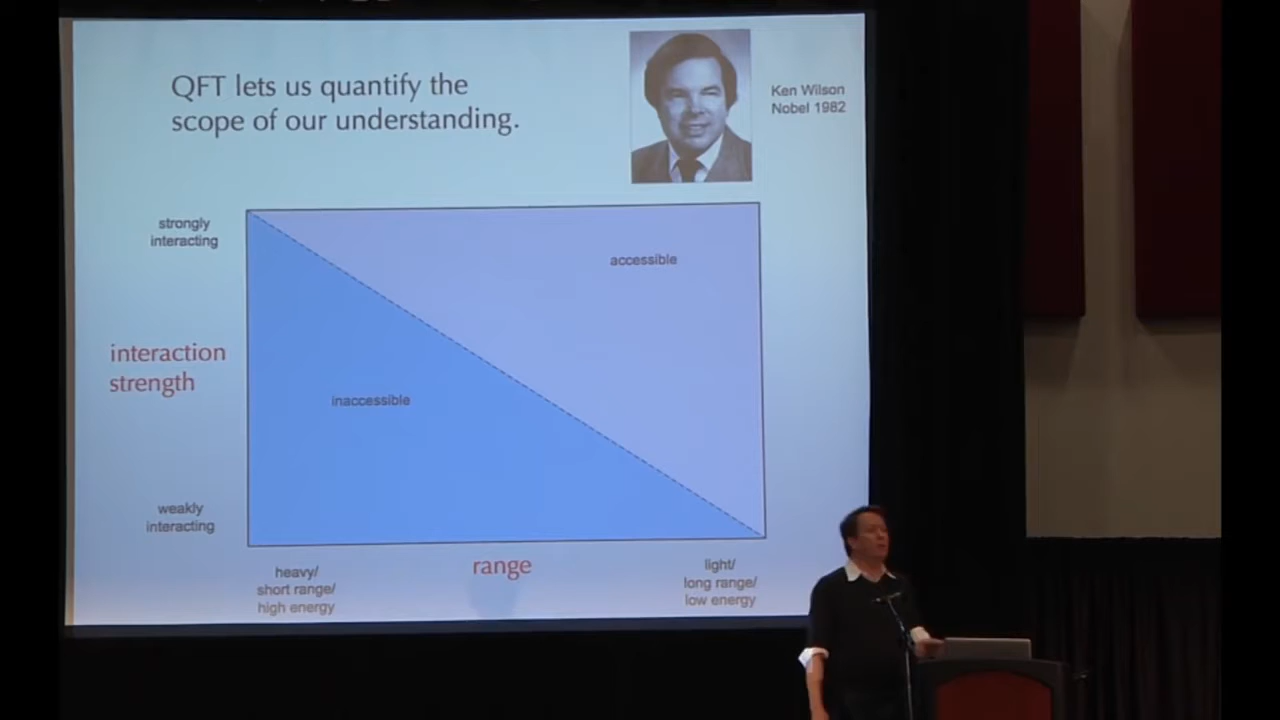 QFT lets us quantify the
scope of our understanding.
Ken Wilson
Nobel 1982
strongly
interacting
accessible
interaction
strength
inaccessible
weakly
interacting
heavy/
short range/
high energy
range
light/
long range/
low energy